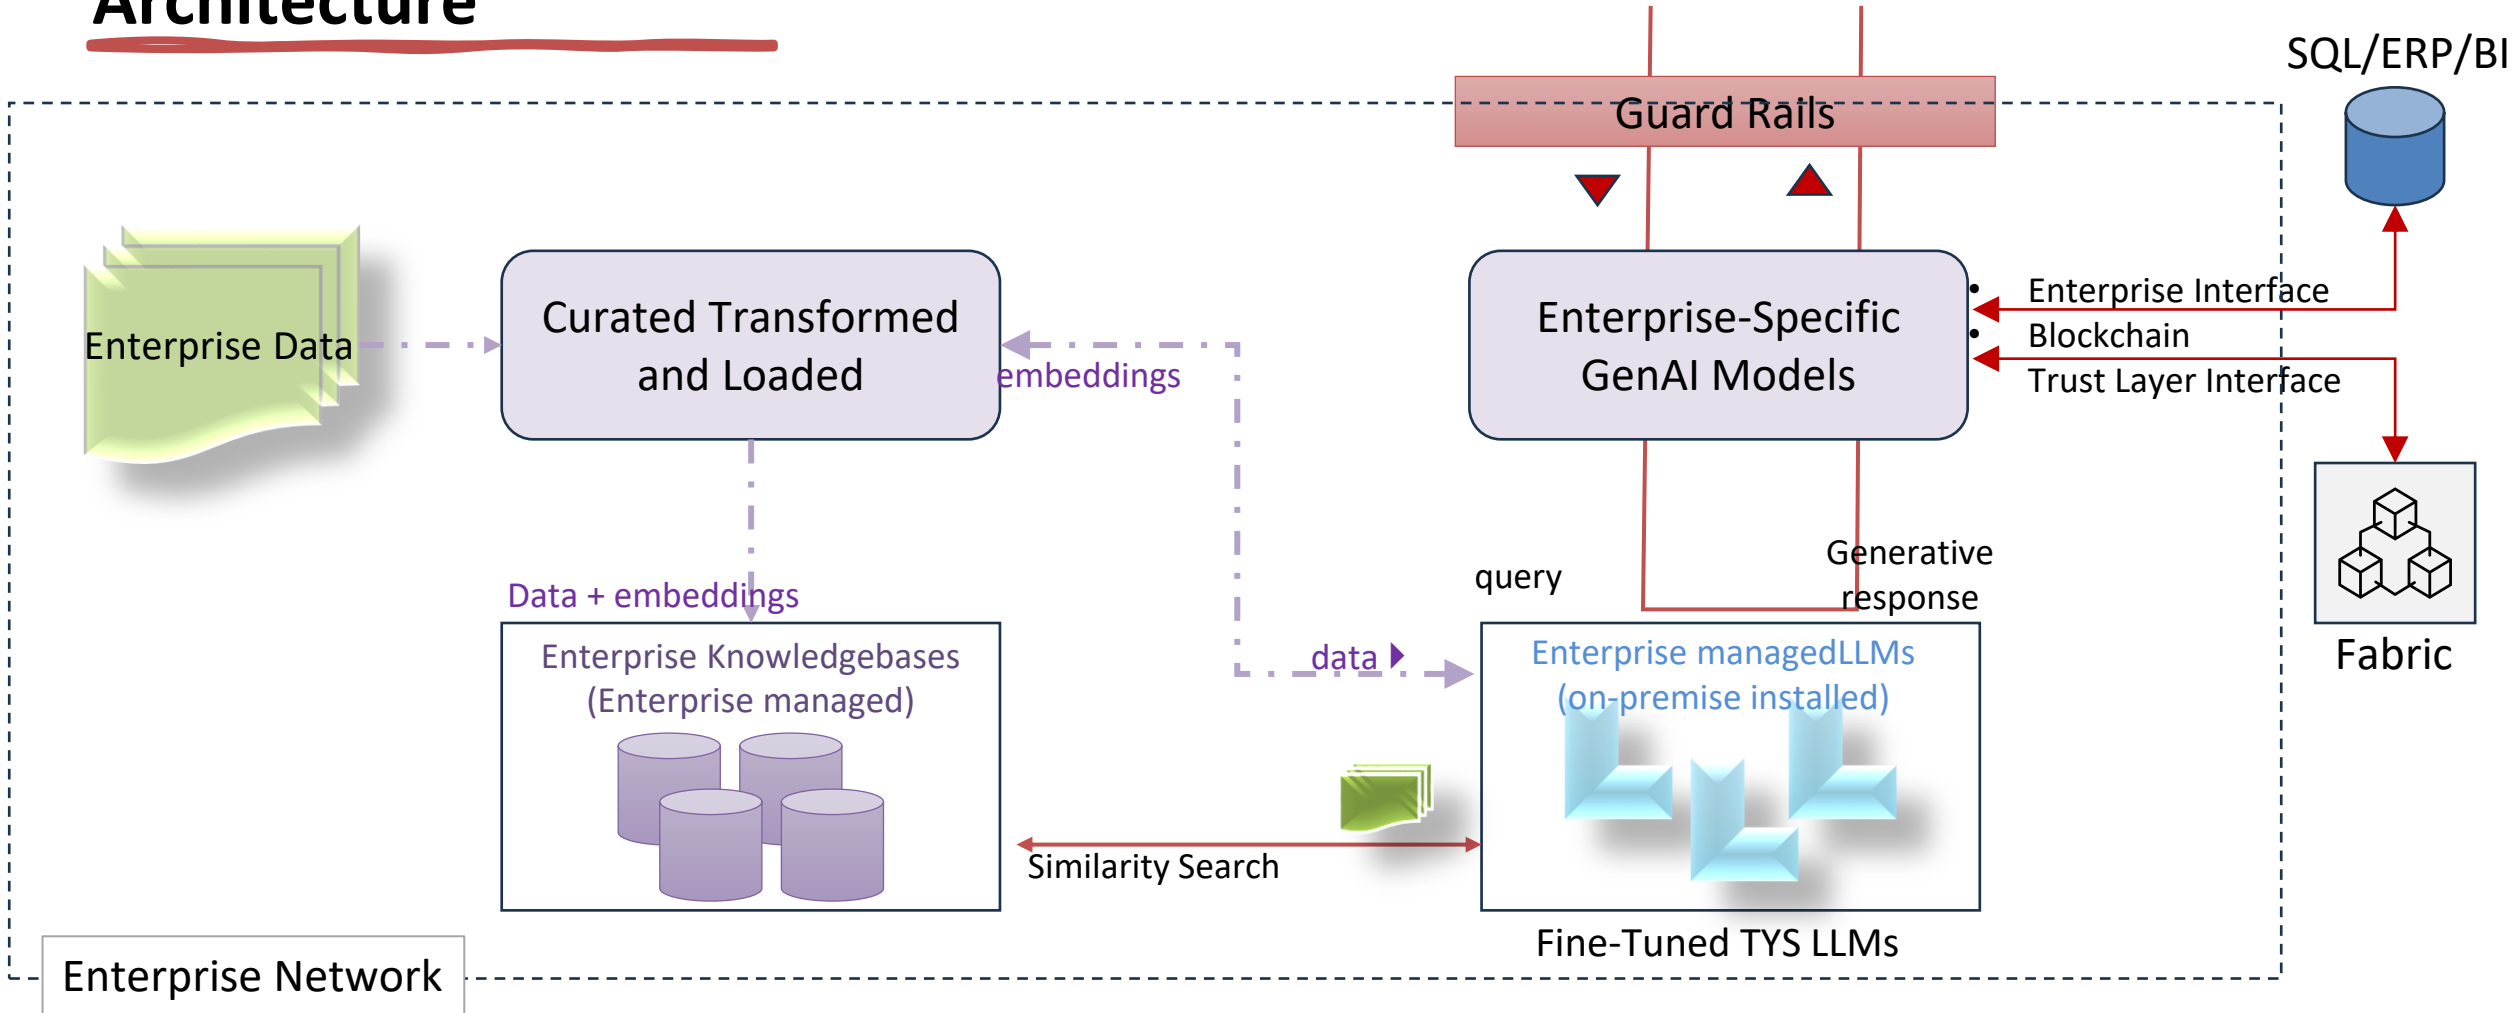 Architecture
SQL/ERP/BI
Guard Rails
Enterprise Data
Curated Transformed
and Loaded
embeddings
Enterprise-Specific
GenAI Models
• Enterprise Interface
• Blockchain
Trust Layer Interface
Data + embeddings
query
Generative
response
Enterprise Knowledgebases
(Enterprise managed)
data
Enterprise managedLLMs
(on-premise installed)
Fabric
Similarity Search
Fine-Tuned TYS LLMs
Enterprise Network